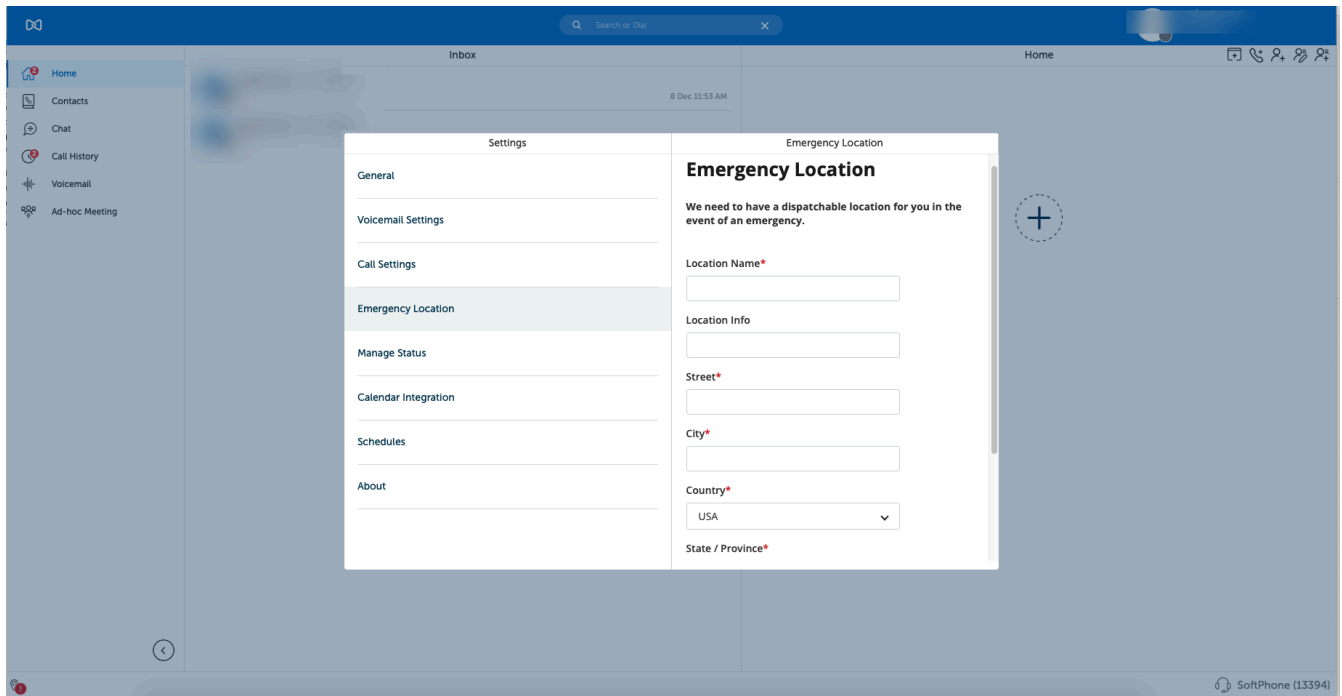 Search or Dial
Inbox
Home
2
Home
Contacts
Chat
2
Call History
Voicemail
Ad-hoc Meeting
8 Dec 11:53 AM
Settings
General
Voicemail Settings
Call Settings
Emergency Location
Manage Status
Calendar Integration
Schedules
About
Emergency Location
Emergency Location
We need to have a dispatchable location for you in the
event of an emergency.
Location Name*
Location Info
Street*
City*
Country*
USA
State / Province*
SoftPhone (13394)